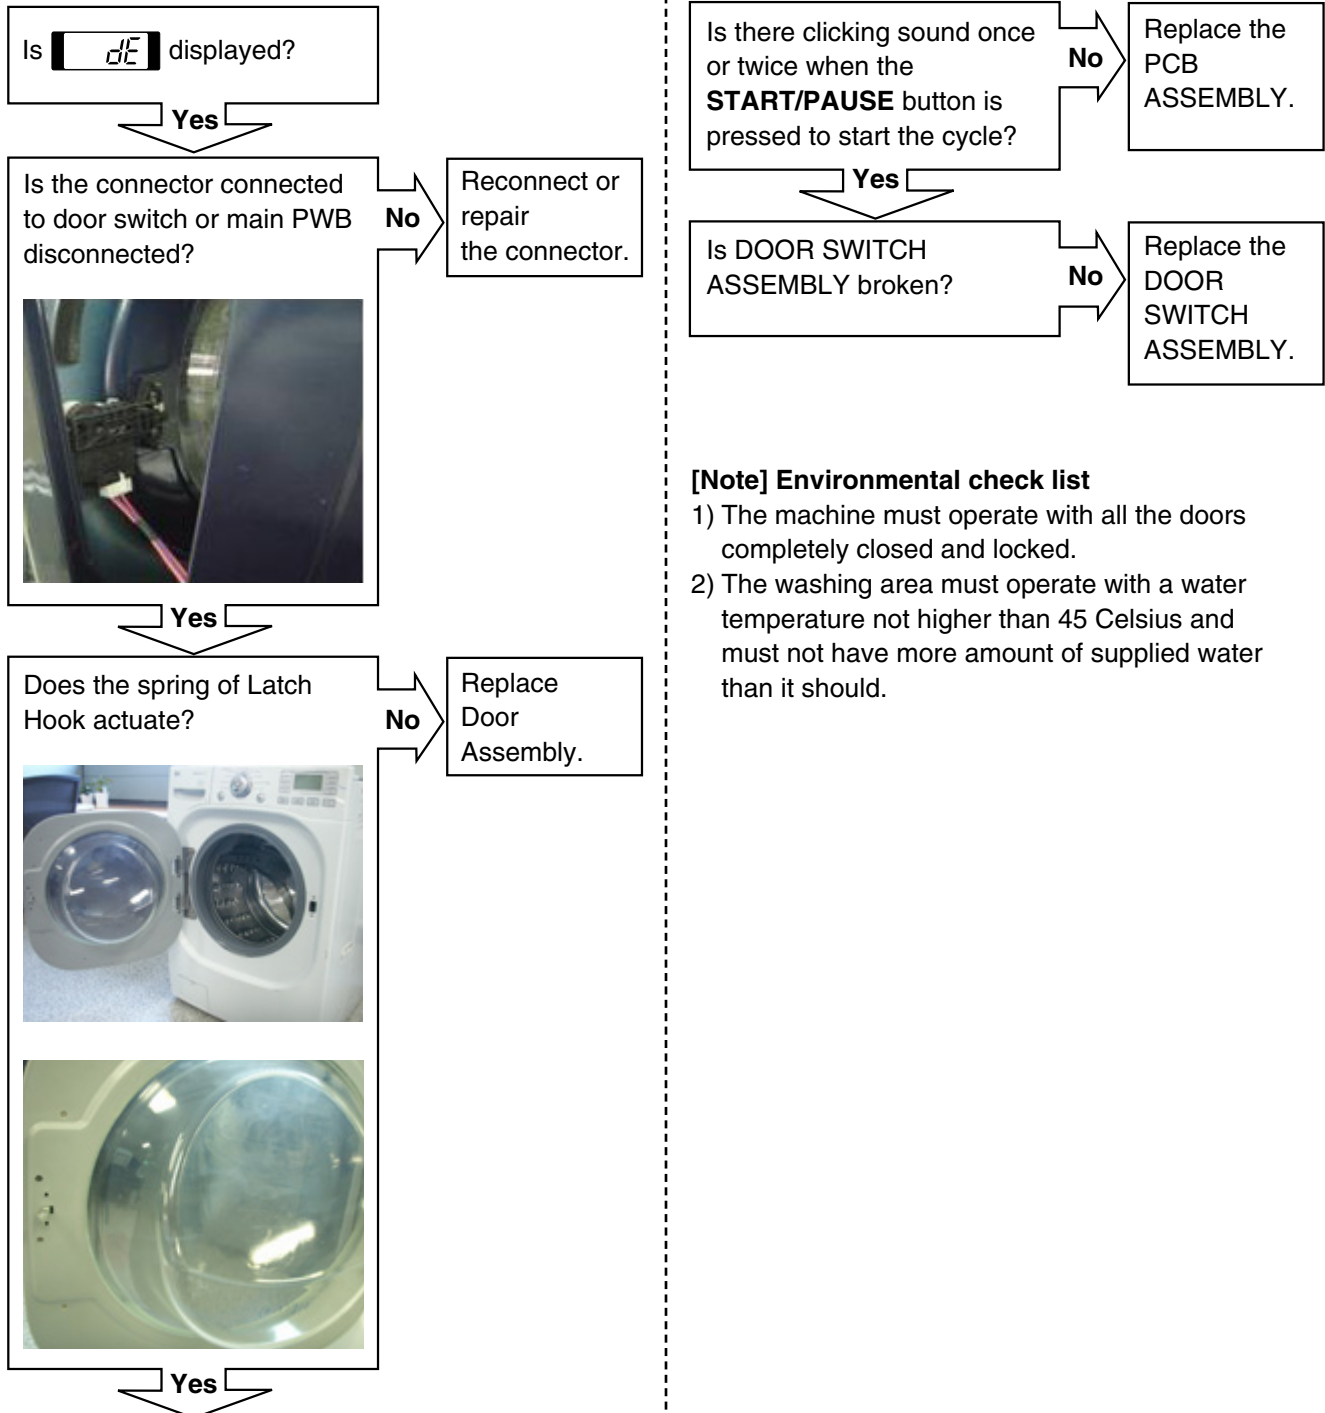 Is dE displayed?
Yes
Is the connector connected
to door switch or main PWB
disconnected?
No
Reconnect or
repair
the connector.
Yes
Does the spring of Latch
Hook actuate?
No
Replace
Door
Assembly.
Yes
Is there clicking sound once
or twice when the
START/PAUSE button is
pressed to start the cycle?
No
Replace the
PCB
ASSEMBLY.
Yes
Is DOOR SWITCH
ASSEMBLY broken?
No
Replace the
DOOR
SWITCH
ASSEMBLY.
[Note] Environmental check list
1) The machine must operate with all the doors
completely closed and locked.
2) The washing area must operate with a water
temperature not higher than 45 Celsius and
must not have more amount of supplied water
than it should.